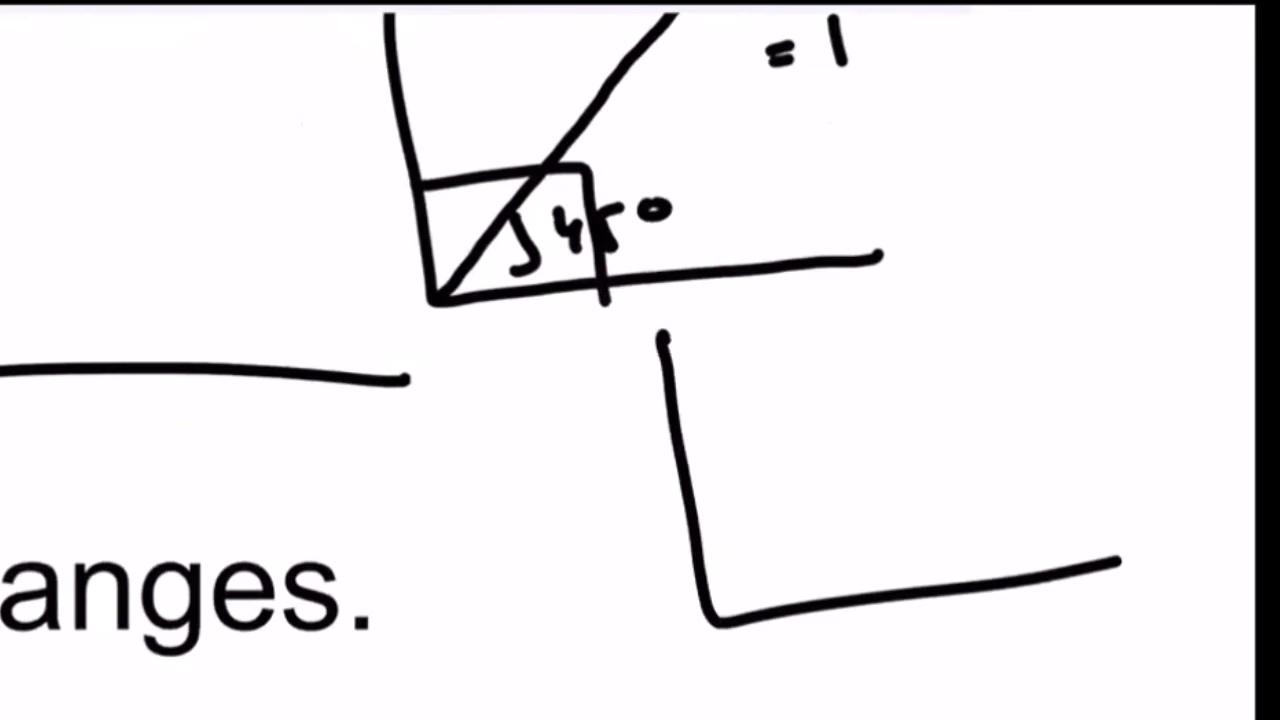 = 1
45°
anges.